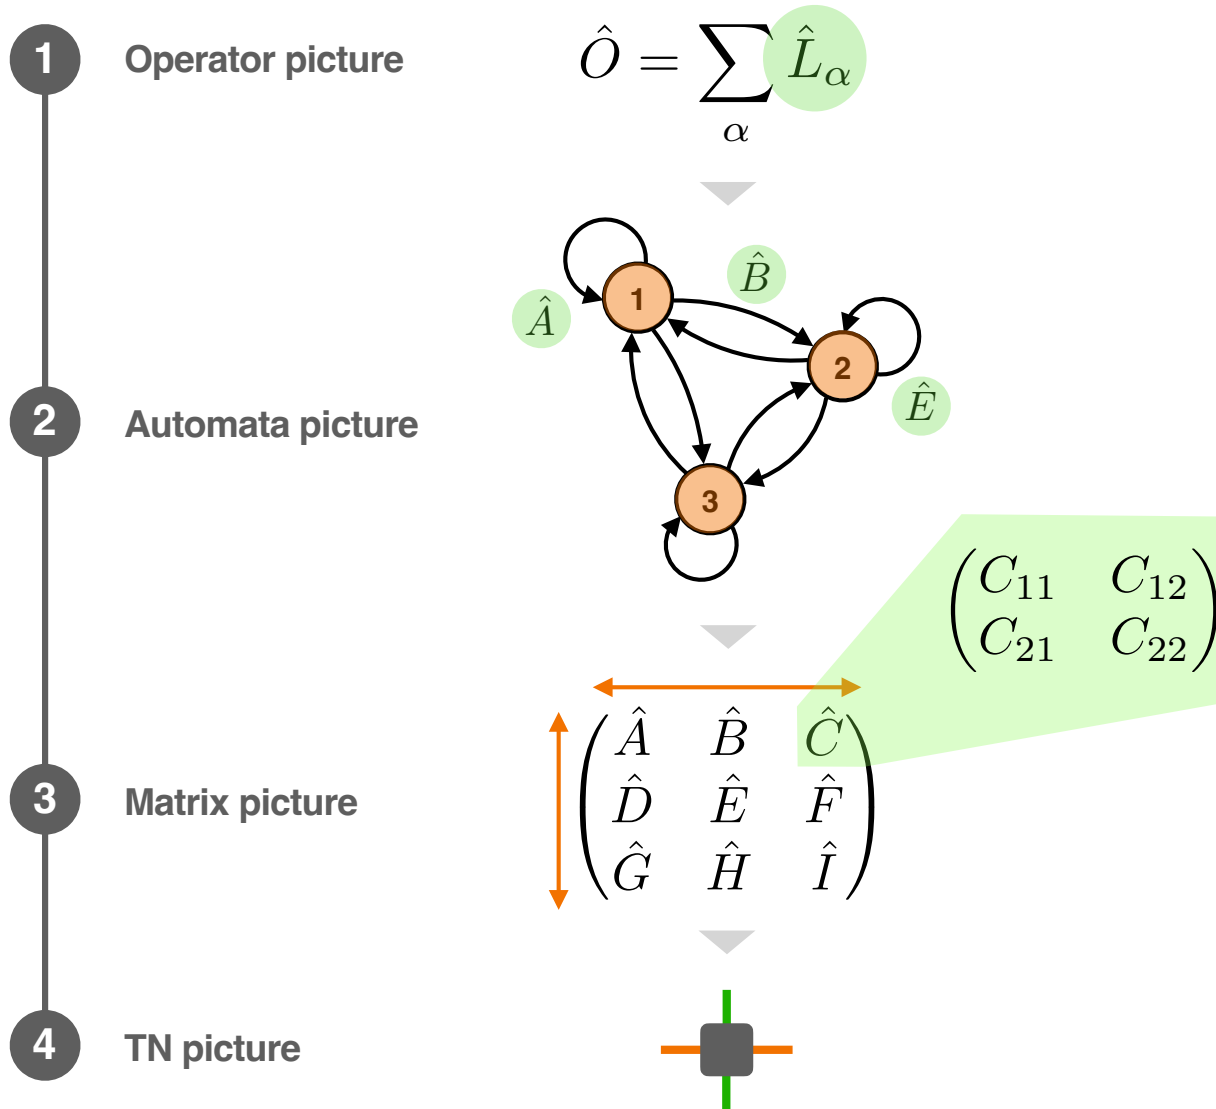 1 Operator picture
Ô = ∑_α L̂_α
Â
B̂
1
2
Ê
2 Automata picture
3
( C₁₁ C₁₂
C₂₁ C₂₂ )
( Â B̂ Ĉ
D̂ Ê F̂
Ĝ Ĥ Î )
3 Matrix picture
4 TN picture